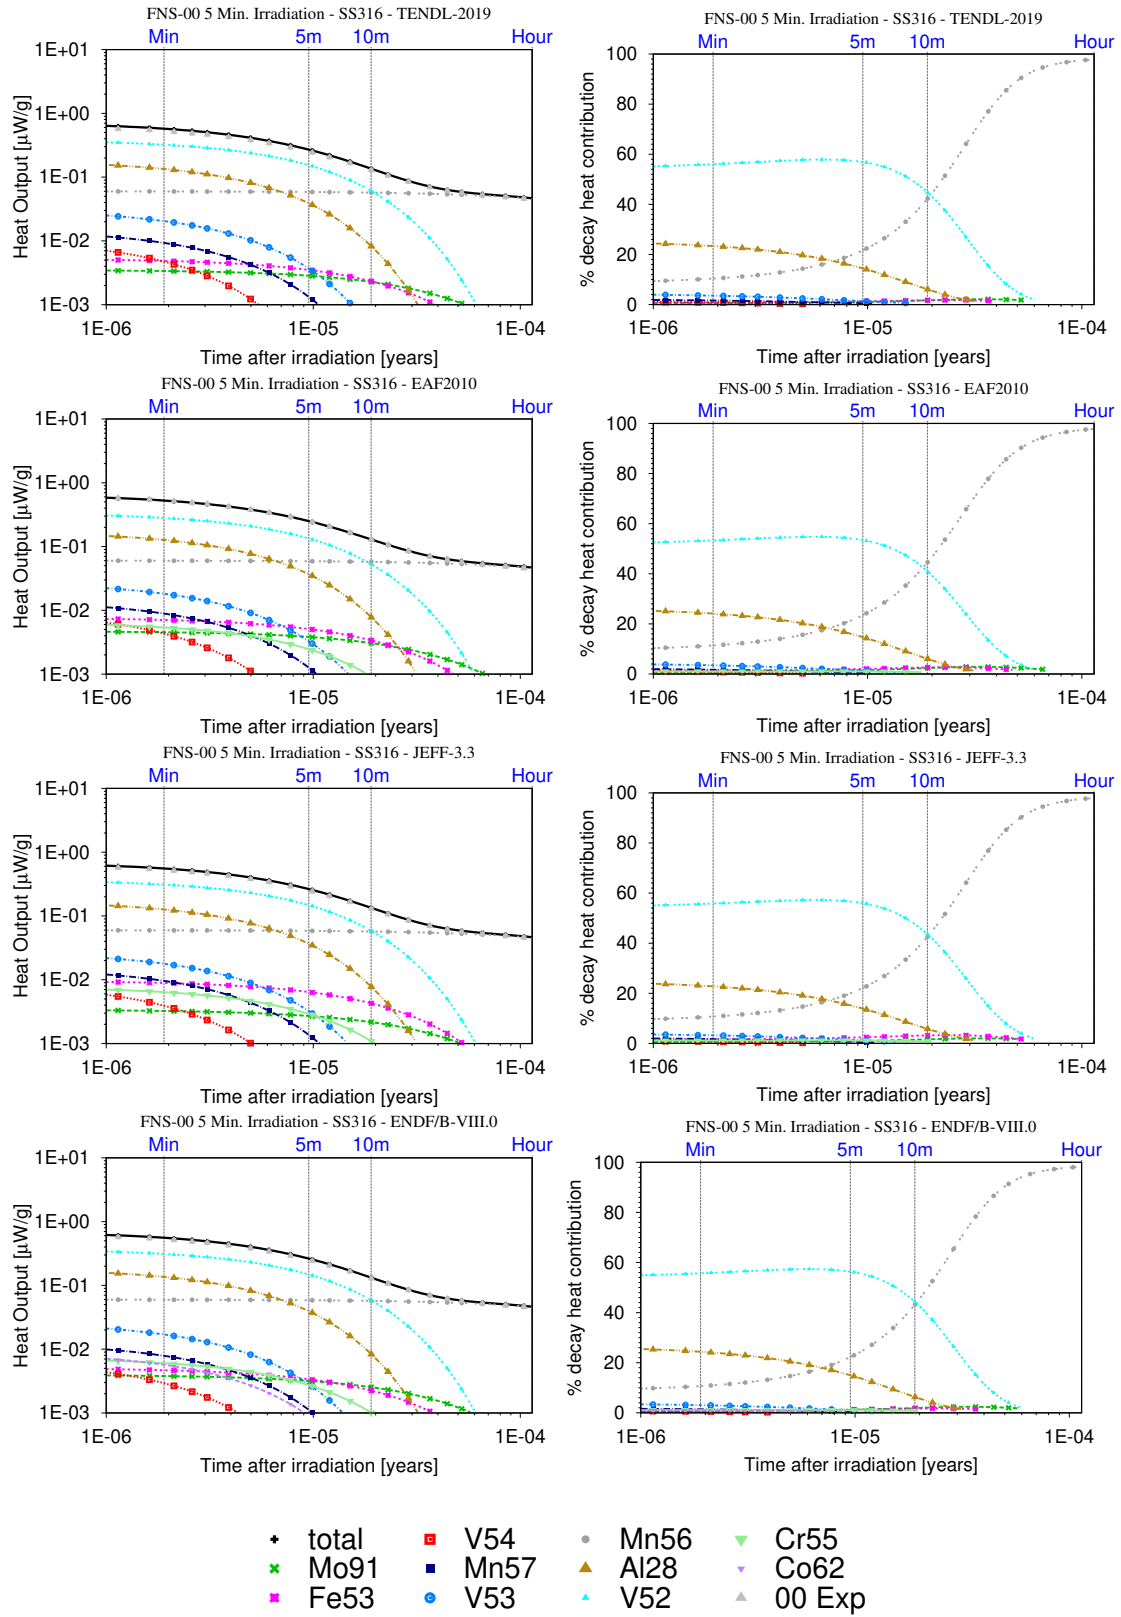 FNS-00 5 Min. Irradiation - SS316 - TENDL-2019
Min 5m 10m Hour
1E+01
1E+00
1E-01
1E-02
1E-03
Heat Output [µW/g]
1E-06 1E-05 1E-04
Time after irradiation [years]
FNS-00 5 Min. Irradiation - SS316 - TENDL-2019
Min 5m 10m Hour
100
80
60
40
20
0
% decay heat contribution
1E-06 1E-05 1E-04
Time after irradiation [years]
FNS-00 5 Min. Irradiation - SS316 - EAF2010
Min 5m 10m Hour
1E+01
1E+00
1E-01
1E-02
1E-03
Heat Output [µW/g]
1E-06 1E-05 1E-04
Time after irradiation [years]
FNS-00 5 Min. Irradiation - SS316 - EAF2010
Min 5m 10m Hour
100
80
60
40
20
0
% decay heat contribution
1E-06 1E-05 1E-04
Time after irradiation [years]
FNS-00 5 Min. Irradiation - SS316 - JEFF-3.3
Min 5m 10m Hour
1E+01
1E+00
1E-01
1E-02
1E-03
Heat Output [µW/g]
1E-06 1E-05 1E-04
Time after irradiation [years]
FNS-00 5 Min. Irradiation - SS316 - JEFF-3.3
Min 5m 10m Hour
100
80
60
40
20
0
% decay heat contribution
1E-06 1E-05 1E-04
Time after irradiation [years]
FNS-00 5 Min. Irradiation - SS316 - ENDF/B-VIII.0
Min 5m 10m Hour
1E+01
1E+00
1E-01
1E-02
1E-03
Heat Output [µW/g]
1E-06 1E-05 1E-04
Time after irradiation [years]
FNS-00 5 Min. Irradiation - SS316 - ENDF/B-VIII.0
Min 5m 10m Hour
100
80
60
40
20
0
% decay heat contribution
1E-06 1E-05 1E-04
Time after irradiation [years]
total V54 Mn56 Cr55
Mo91 Mn57 Al28 Co62
Fe53 V53 V52 00 Exp